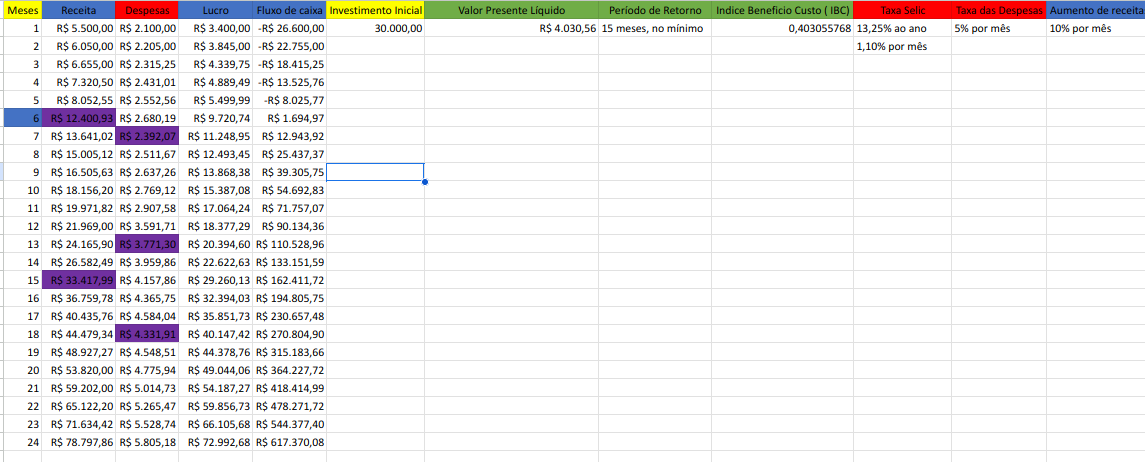 Meses Receita Despesas Lucro Fluxo de caixa Investimento Inicial Valor Presente Líquido Período de Retorno Indice Benefício Custo ( IBC) Taxa Selic Taxa das Despesas Aumento de receita
1 R$ 5.500,00 R$ 2.100,00 R$ 3.400,00 -R$ 26.600,00 30.000,00 R$ 4.030,56 15 meses, no mínimo 0,403055768 13,25% ao ano 5% por mês 10% por mês
2 R$ 6.050,00 R$ 2.205,00 R$ 3.845,00 -R$ 22.755,00 1,10% por mês
3 R$ 6.655,00 R$ 2.315,25 R$ 4.339,75 -R$ 18.415,25
4 R$ 7.320,50 R$ 2.431,01 R$ 4.889,49 -R$ 13.525,76
5 R$ 8.052,55 R$ 2.552,56 R$ 5.499,99 -R$ 8.025,77
6 R$ 12.400,93 R$ 2.680,19 R$ 9.720,74 R$ 1.694,97
7 R$ 13.641,02 R$ 2.392,07 R$ 11.248,95 R$ 12.943,92
8 R$ 15.005,12 R$ 2.511,67 R$ 12.493,45 R$ 25.437,37
9 R$ 16.505,63 R$ 2.637,26 R$ 13.868,38 R$ 39.305,75
10 R$ 18.156,20 R$ 2.769,12 R$ 15.387,08 R$ 54.692,83
11 R$ 19.971,82 R$ 2.907,58 R$ 17.064,24 R$ 71.757,07
12 R$ 21.969,00 R$ 3.591,71 R$ 18.377,29 R$ 90.134,36
13 R$ 24.165,90 R$ 3.771,30 R$ 20.394,60 R$ 110.528,96
14 R$ 26.582,49 R$ 3.959,86 R$ 22.622,63 R$ 133.151,59
15 R$ 33.417,99 R$ 4.157,86 R$ 29.260,13 R$ 162.411,72
16 R$ 36.759,78 R$ 4.365,75 R$ 32.394,03 R$ 194.805,75
17 R$ 40.435,76 R$ 4.584,04 R$ 35.851,73 R$ 230.657,48
18 R$ 44.479,34 R$ 4.331,91 R$ 40.147,42 R$ 270.804,90
19 R$ 48.927,27 R$ 4.548,51 R$ 44.378,76 R$ 315.183,66
20 R$ 53.820,00 R$ 4.775,94 R$ 49.044,06 R$ 364.227,72
21 R$ 59.202,00 R$ 5.014,73 R$ 54.187,27 R$ 418.414,99
22 R$ 65.122,20 R$ 5.265,47 R$ 59.856,73 R$ 478.271,72
23 R$ 71.634,42 R$ 5.528,74 R$ 66.105,68 R$ 544.377,40
24 R$ 78.797,86 R$ 5.805,18 R$ 72.992,68 R$ 617.370,08